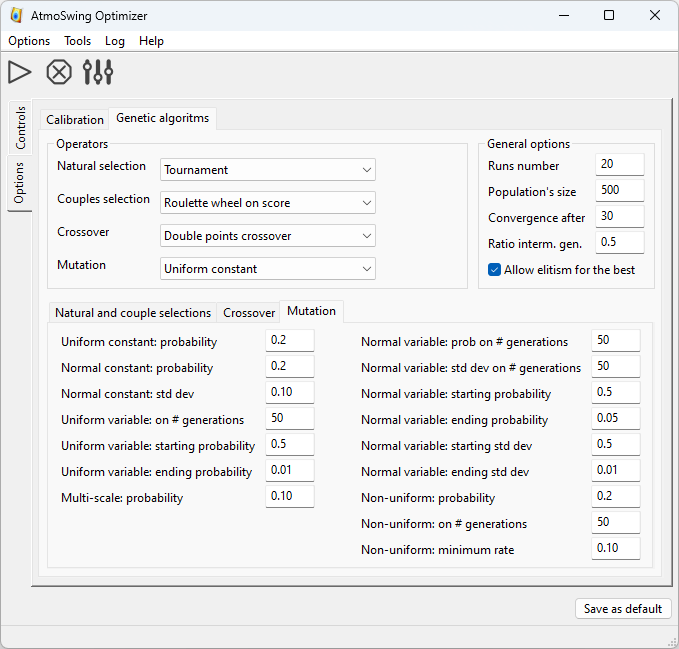 AtmoSwing Optimizer
Options Tools Log Help
Controls
Options
Calibration Genetic algoritms
Operators
Natural selection Tournament
Couples selection Roulette wheel on score
Crossover Double points crossover
Mutation Uniform constant
General options
Runs number 20
Population's size 500
Convergence after 30
Ratio interm. gen. 0.5
Allow elitism for the best
Natural and couple selections Crossover Mutation
Uniform constant: probability 0.2
Normal constant: probability 0.2
Normal constant: std dev 0.10
Uniform variable: on # generations 50
Uniform variable: starting probability 0.5
Uniform variable: ending probability 0.01
Multi-scale: probability 0.10
Normal variable: prob on # generations 50
Normal variable: std dev on # generations 50
Normal variable: starting probability 0.5
Normal variable: ending probability 0.05
Normal variable: starting std dev 0.5
Normal variable: ending std dev 0.01
Non-uniform: probability 0.2
Non-uniform: on # generations 50
Non-uniform: minimum rate 0.10
Save as default